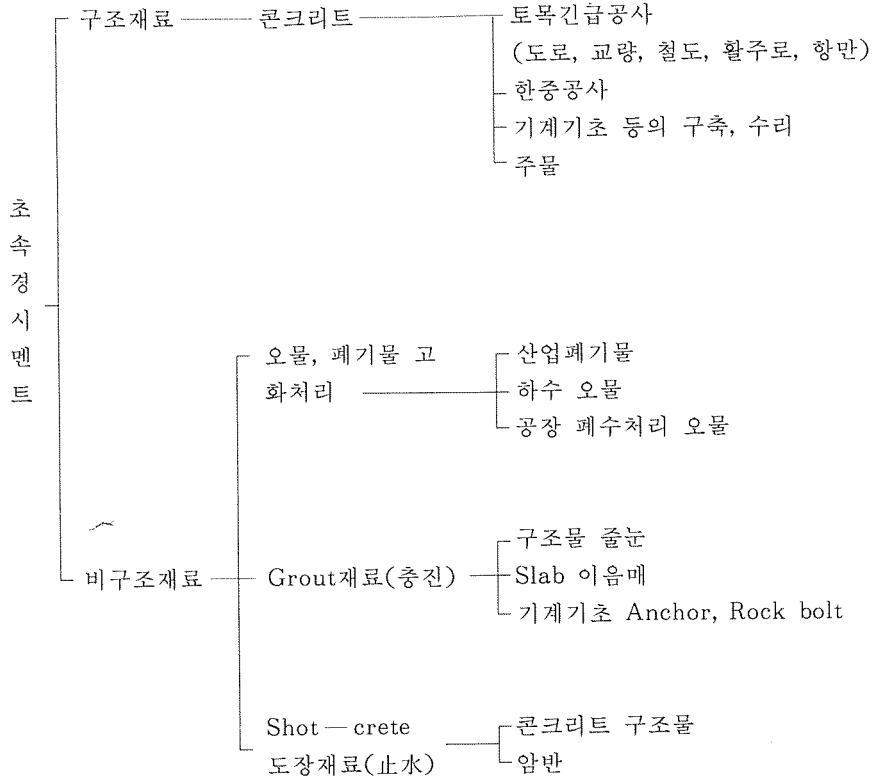 구조재료
콘크리트
토목긴급공사
(도로, 교량, 철도, 활주로, 항만)
한중공사
기계기초 등의 구축, 수리
주물
초속경시멘트
오물, 폐기물 고
화처리
산업폐기물
하수 오물
공장 폐수처리 오물
비구조재료
Grout재료(충진)
구조물 줄눈
Slab 이음매
기계기초 Anchor, Rock bolt
Shot—crete
도장재료(止水)
콘크리트 구조물
암반